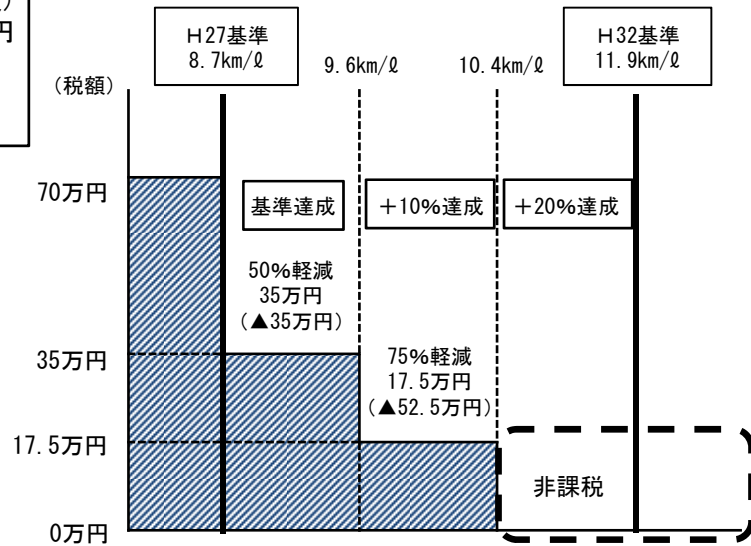 )
円
H27基準
8.7km/ℓ
9.6km/ℓ
10.4km/ℓ
H32基準
11.9km/ℓ
(税額)
70万円
基準達成
+10%達成
+20%達成
50%軽減
35万円
(▲35万円)
35万円
75%軽減
17.5万円
(▲52.5万円)
17.5万円
非課税
0万円